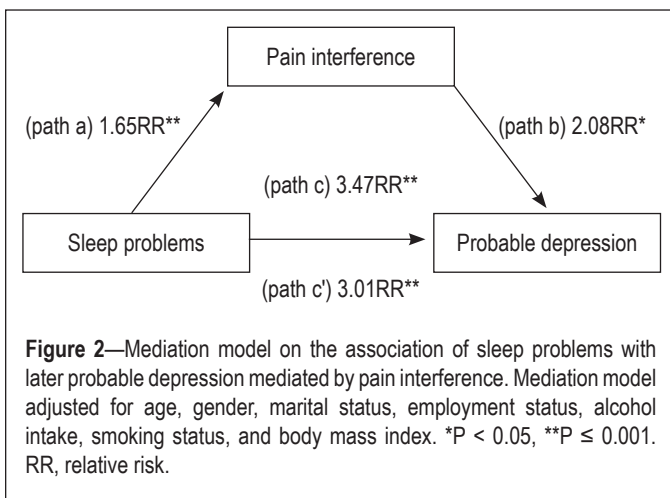 Pain interference
(path a) 1.65RR**
(path b) 2.08RR*
(path c) 3.47RR**
Sleep problems
Probable depression
(path c') 3.01RR**
Figure 2—Mediation model on the association of sleep problems with
later probable depression mediated by pain interference. Mediation model
adjusted for age, gender, marital status, employment status, alcohol
intake, smoking status, and body mass index. *P < 0.05, **P ≤ 0.001.
RR, relative risk.